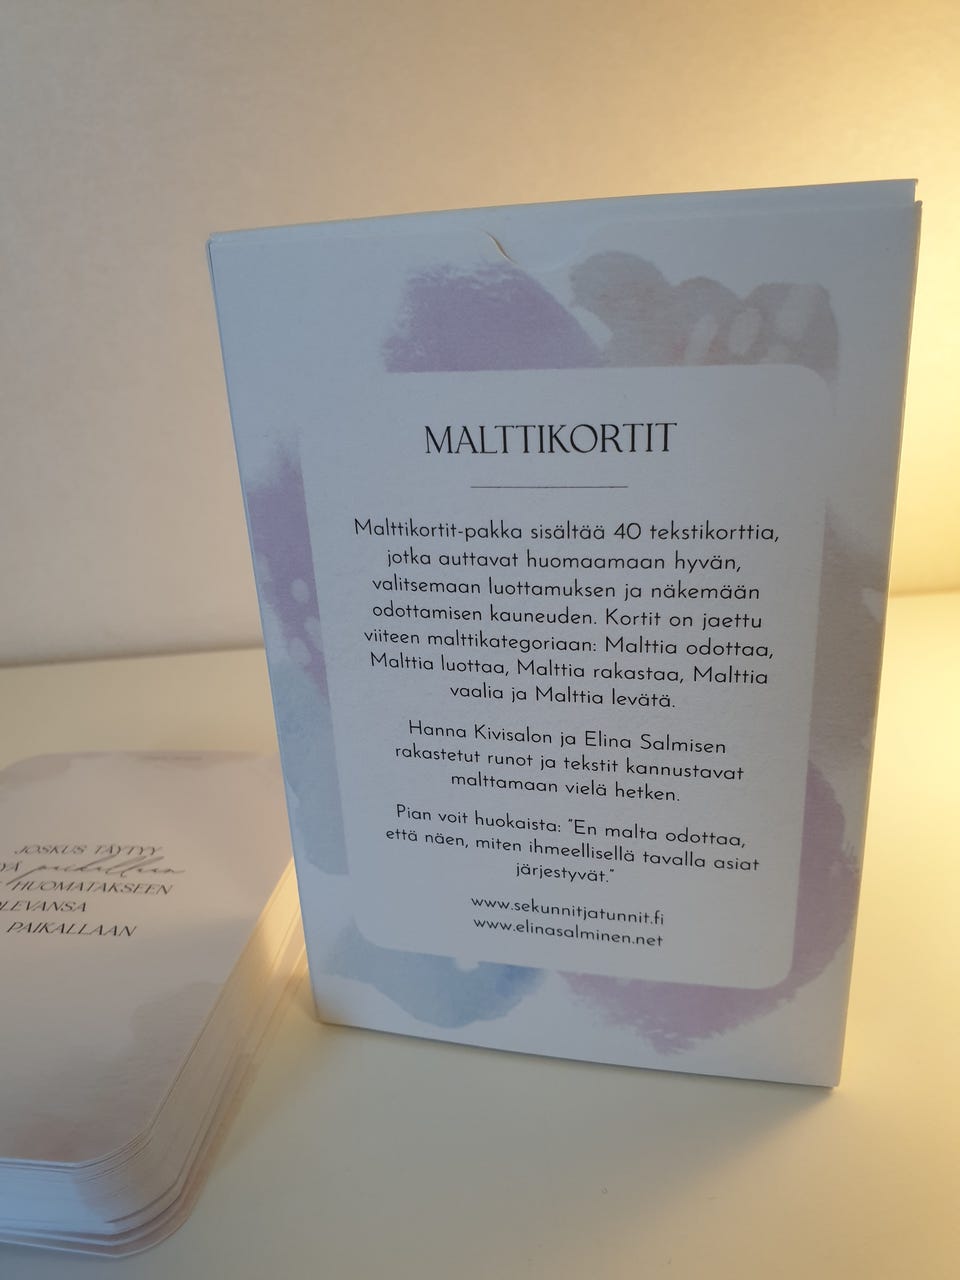 MALTTIKORTIT
Malttikortit-pakka sisältää 40 tekstikorttia,
jotka auttavat huomaamaan hyvän,
valitsemaan luottamuksen ja näkemään
odottamisen kauneuden. Kortit on jaettu
viiteen malttikategoriaan: Malttia odottaa,
Malttia luottaa, Malttia rakastaa, Malttia
vaalia ja Malttia levätä.
Hanna Kivisalon ja Elina Salmisen
rakastetut runot ja tekstit kannustavat
malttamaan vielä hetken.
Pian voit huokaista: "En malta odottaa,
että näen, miten ihmeellisellä tavalla asiat
järjestyvät."
www.sekunnitjatunnit.fi
www.elinasalminen.net
JOSKUS TÄYTYY
paikallaan
HUOMATAKSEEN
PAIKALLAAN